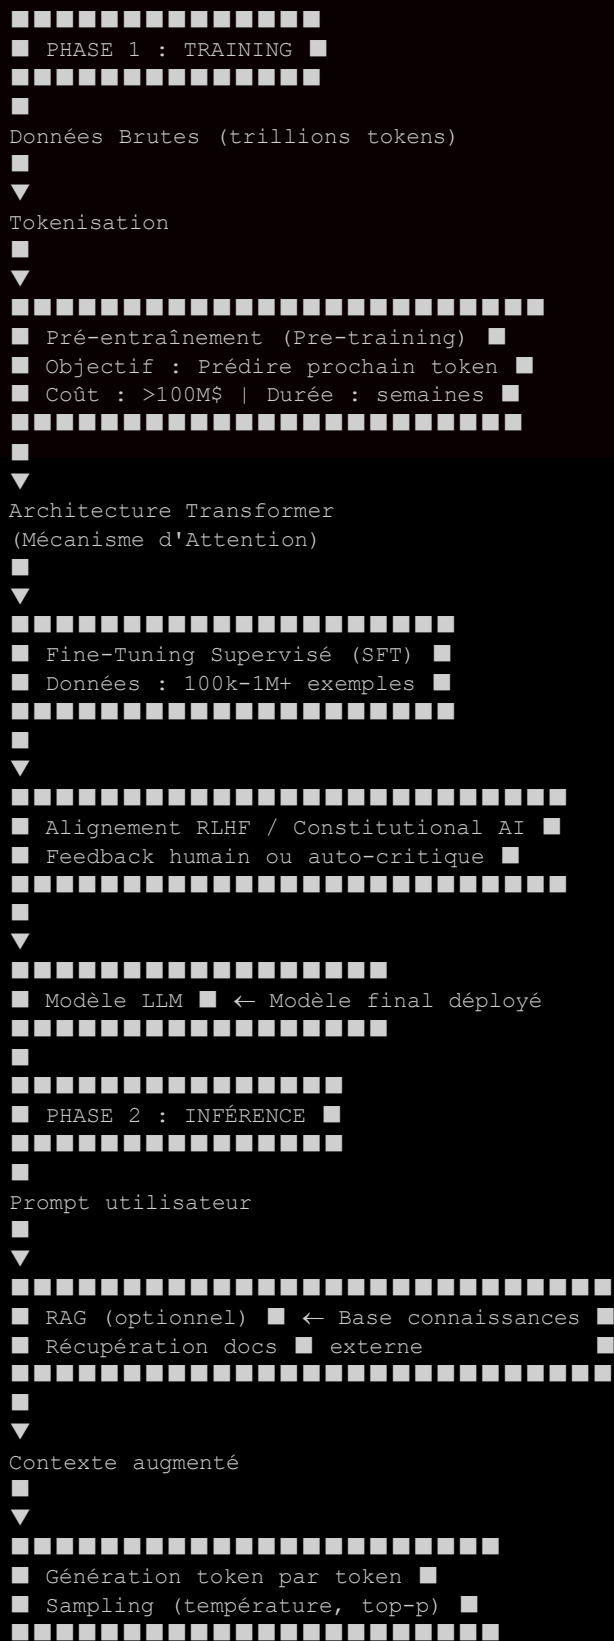 ■■■■■■■■■■■■■■
■ PHASE 1 : TRAINING ■
■■■■■■■■■■■■■■
■
Données Brutes (trillions tokens)
■
▼
Tokenisation
■
▼
■■■■■■■■■■■■■■■■■■■■■■■■
■ Pré-entraînement (Pre-training) ■
■ Objectif : Prédire prochain token ■
■ Coût : >100M$ | Durée : semaines ■
■■■■■■■■■■■■■■■■■■■■■■■
■
▼
Architecture Transformer
(Mécanisme d'Attention)
■
▼
■■■■■■■■■■■■■■■■■■■■
■ Fine-Tuning Supervisé (SFT) ■
■ Données : 100k-1M+ exemples ■
■■■■■■■■■■■■■■■■■■■■
■
▼
■■■■■■■■■■■■■■■■■■■■■■■■■
■ Alignement RLHF / Constitutional AI ■
■ Feedback humain ou auto-critique ■
■■■■■■■■■■■■■■■■■■■■■■■■■
■
▼
■■■■■■■■■■■■■■■■■
■ Modèle LLM ■ ← Modèle final déployé
■■■■■■■■■■■■■■■■■
■
■■■■■■■■■■■■■■■
■ PHASE 2 : INFÉRENCE ■
■■■■■■■■■■■■■■■
■
Prompt utilisateur
■
▼
■■■■■■■■■■■■■■■■■■■■■■■■■■■
■ RAG (optionnel) ■ ← Base connaissances ■
■ Récupération docs ■ externe ■
■■■■■■■■■■■■■■■■■■■■■■■■■■■
■
▼
Contexte augmenté
■
▼
■■■■■■■■■■■■■■■■■■■■■■
■ Génération token par token ■
■ Sampling (température, top-p) ■
■■■■■■■■■■■■■■■■■■■■■■